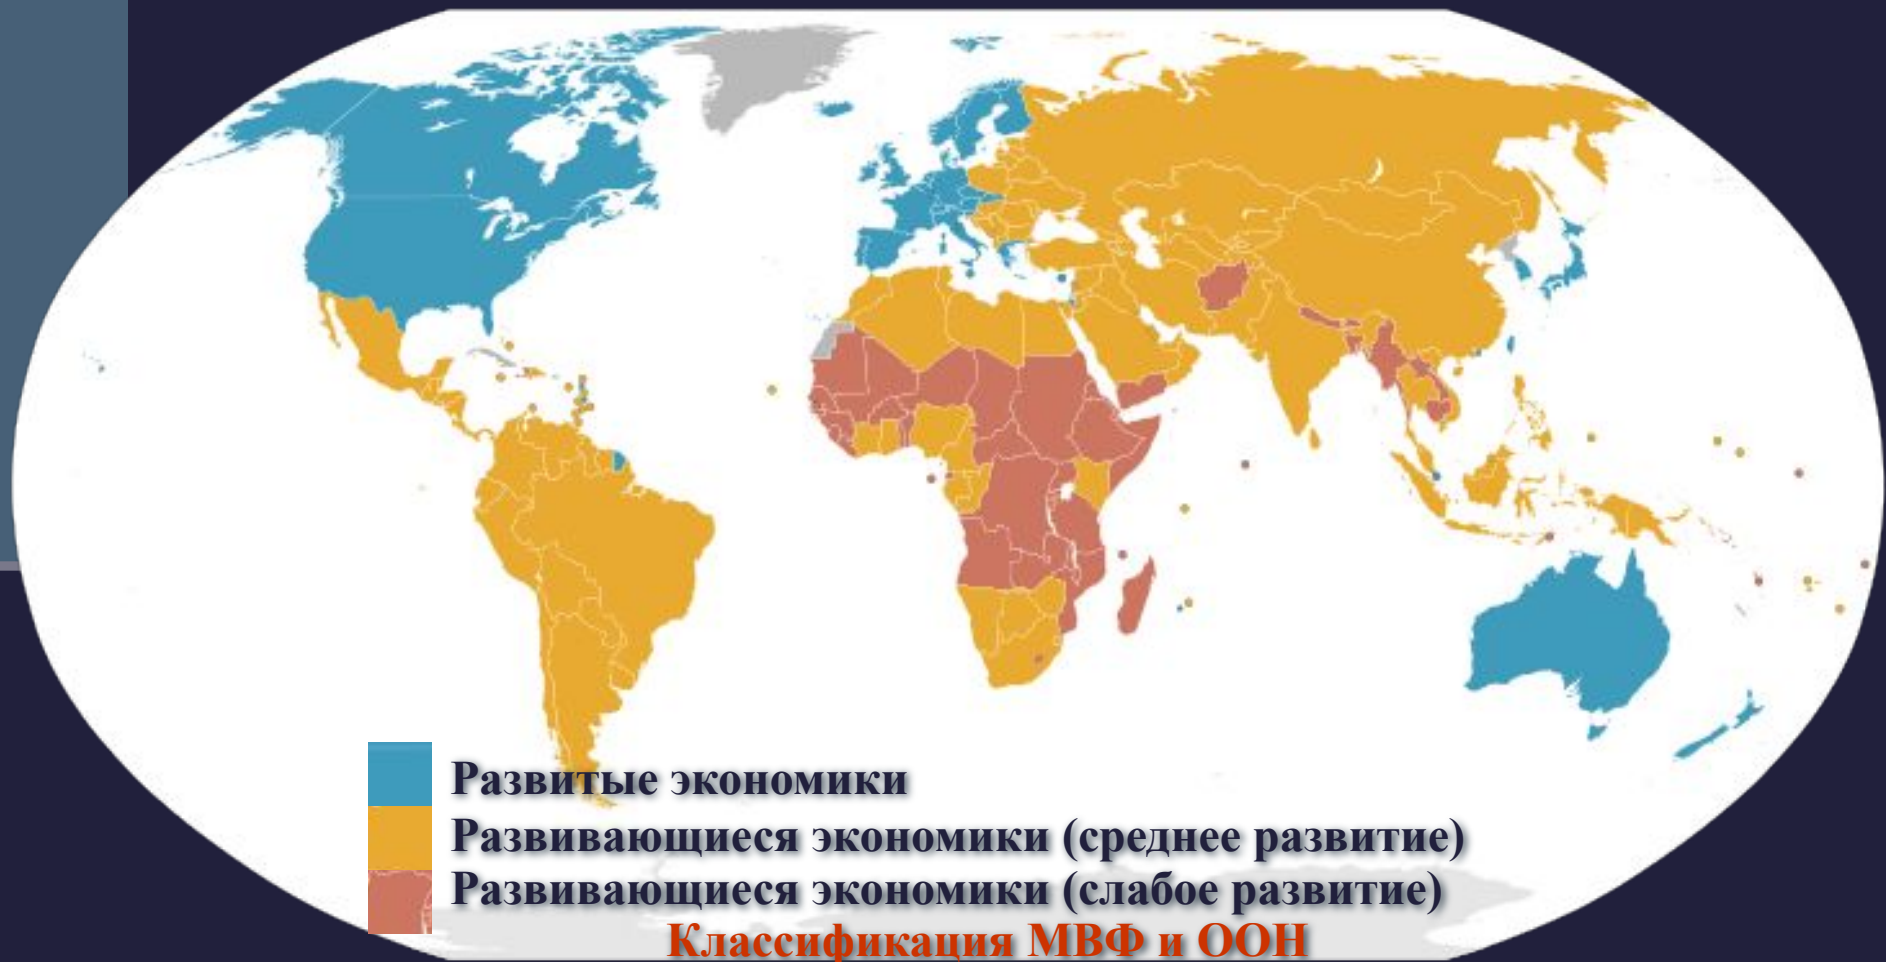 Развитые экономики
Развивающиеся экономики (среднее развитие)
Развивающиеся экономики (слабое развитие)
Классификация МВФ и ООН